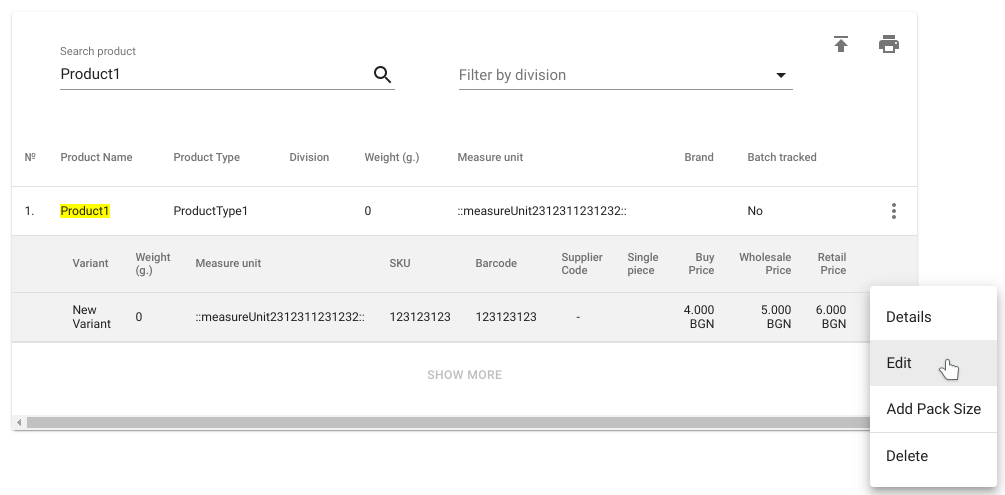 Search product
Product1
Filter by division
Nº Product Name Product Type Division Weight (g.) Measure unit Brand Batch tracked
1. Product1 ProductType1 0 ::measureUnit2312311231232:: No
Variant Weight (g.) Measure unit SKU Barcode Supplier Code Single piece Buy Price Wholesale Price Retail Price
New Variant 0 ::measureUnit2312311231232:: 123123123 123123123 - 4.000 BGN 5.000 BGN 6.000 BGN
SHOW MORE
Details
Edit
Add Pack Size
Delete